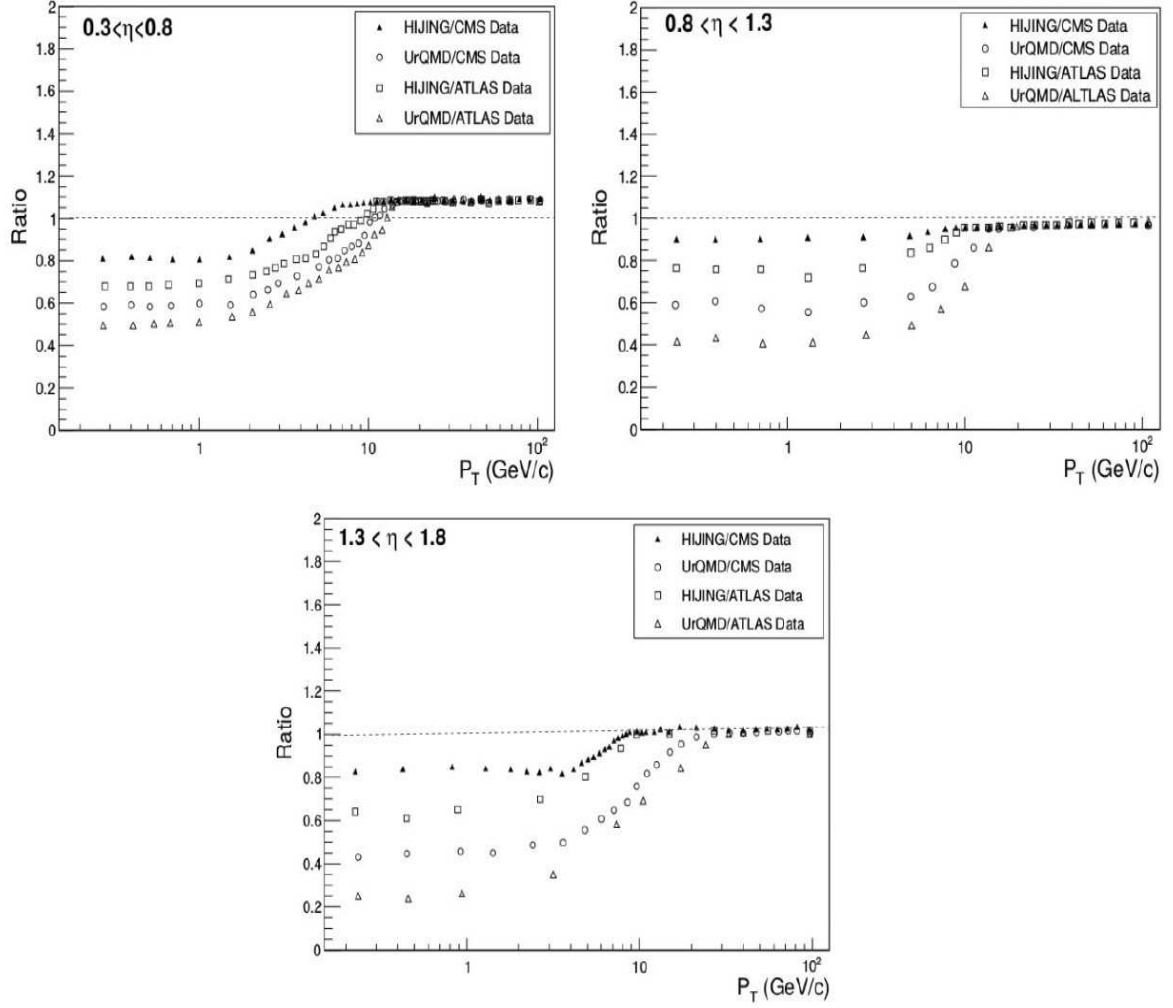 0.3<η<0.8
HIJING/CMS Data
UrQMD/CMS Data
HIJING/ATLAS Data
UrQMD/ATLAS Data
2
1.8
1.6
1.4
1.2
1
0.8
0.6
0.4
0.2
0
Ratio
1
10
10²
P_T (GeV/c)
0.8 < η < 1.3
HIJING/CMS Data
UrQMD/CMS Data
HIJING/ATLAS Data
UrQMD/ALTLAS Data
2
1.8
1.6
1.4
1.2
1
0.8
0.6
0.4
0.2
0
Ratio
1
10
10²
P_T (GeV/c)
1.3 < η < 1.8
HIJING/CMS Data
UrQMD/CMS Data
HIJING/ATLAS Data
UrQMD/ATLAS Data
2
1.8
1.6
1.4
1.2
1
0.8
0.6
0.4
0.2
0
Ratio
1
10
10²
P_T (GeV/c)